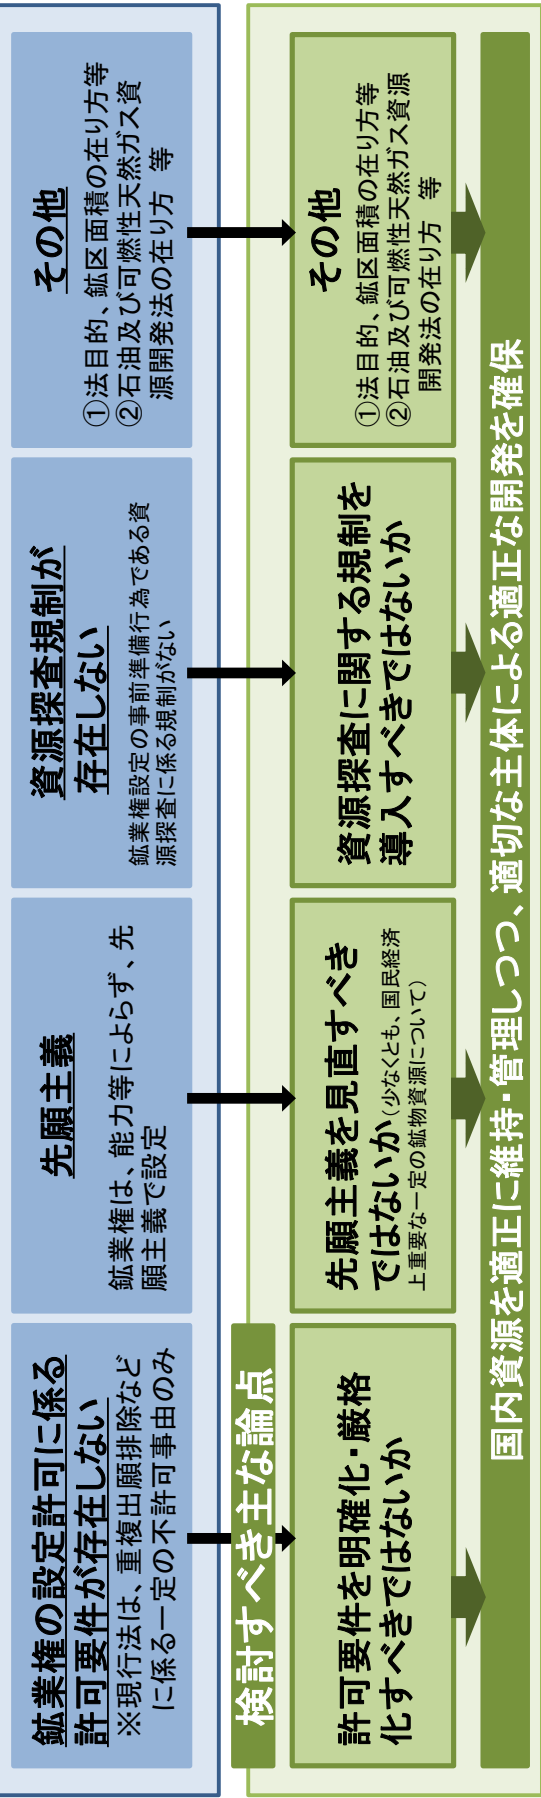 鉱業権の設定許可に係る
許可要件が存在しない
※現行法は、重複出願排除など
に係る一定の不許可事由のみ
先願主義
鉱業権は、能力等によらず、先
願主義で設定
資源探査規制が
存在しない
鉱業権設定の事前準備行為である資
源探査に係る規制がない
その他
①法目的、鉱区面積の在り方等
②石油及び可燃性天然ガス資
源開発法の在り方 等
検討すべき主な論点
許可要件を明確化・厳格
化すべきではないか
先願主義を見直すべき
ではないか(少なくとも、国民経済
上重要な一定の鉱物資源について)
資源探査に関する規制を
導入すべきではないか
その他
①法目的、鉱区面積の在り方等
②石油及び可燃性天然ガス資源
開発法の在り方 等
国内資源を適正に維持・管理しつつ、適切な主体による適正な開発を確保